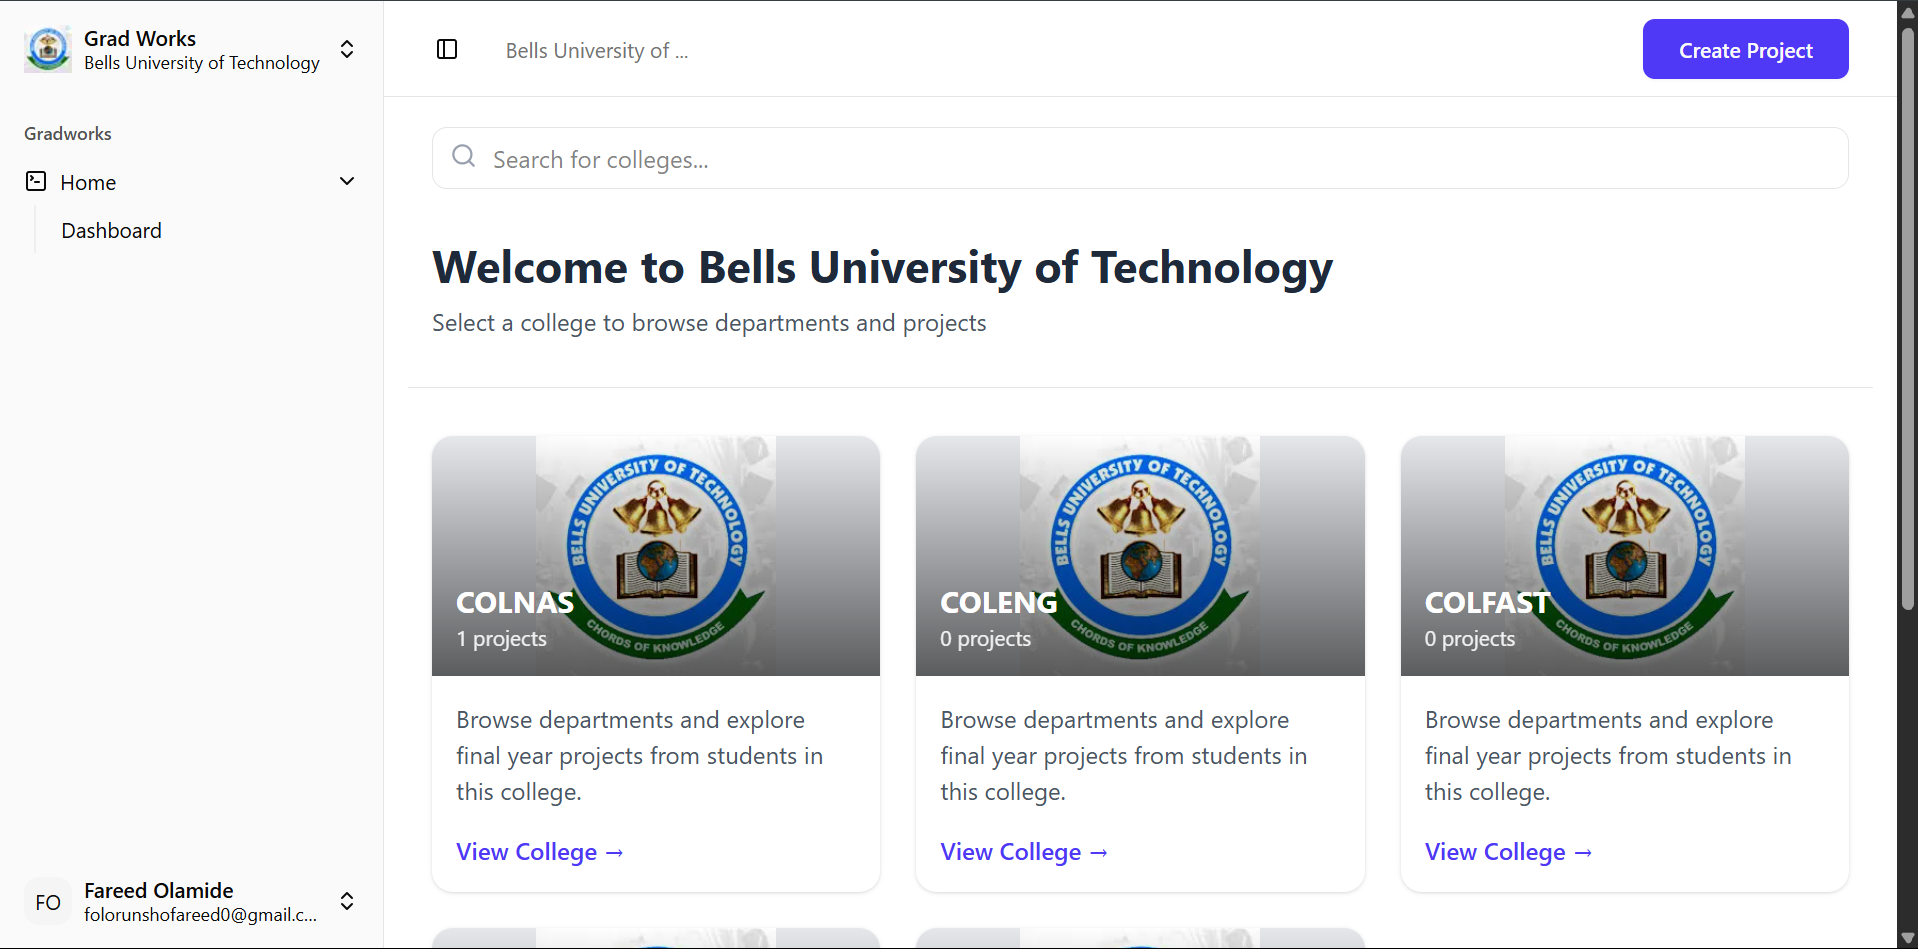 Grad Works
Bells University of Technology
Gradworks
Home
Dashboard
FO
Fareed Olamide
folorunshofareed0@gmail.c...
Bells University of ...
Create Project
Search for colleges...
Welcome to Bells University of Technology
Select a college to browse departments and projects
BELLS UNIVERSITY OF TECHNOLOGY
CHORDS OF KNOWLEDGE
COLNAS
1 projects
Browse departments and explore
final year projects from students in
this college.
View College →
BELLS UNIVERSITY OF TECHNOLOGY
CHORDS OF KNOWLEDGE
COLENG
0 projects
Browse departments and explore
final year projects from students in
this college.
View College →
BELLS UNIVERSITY OF TECHNOLOGY
CHORDS OF KNOWLEDGE
COLFAST
0 projects
Browse departments and explore
final year projects from students in
this college.
View College →